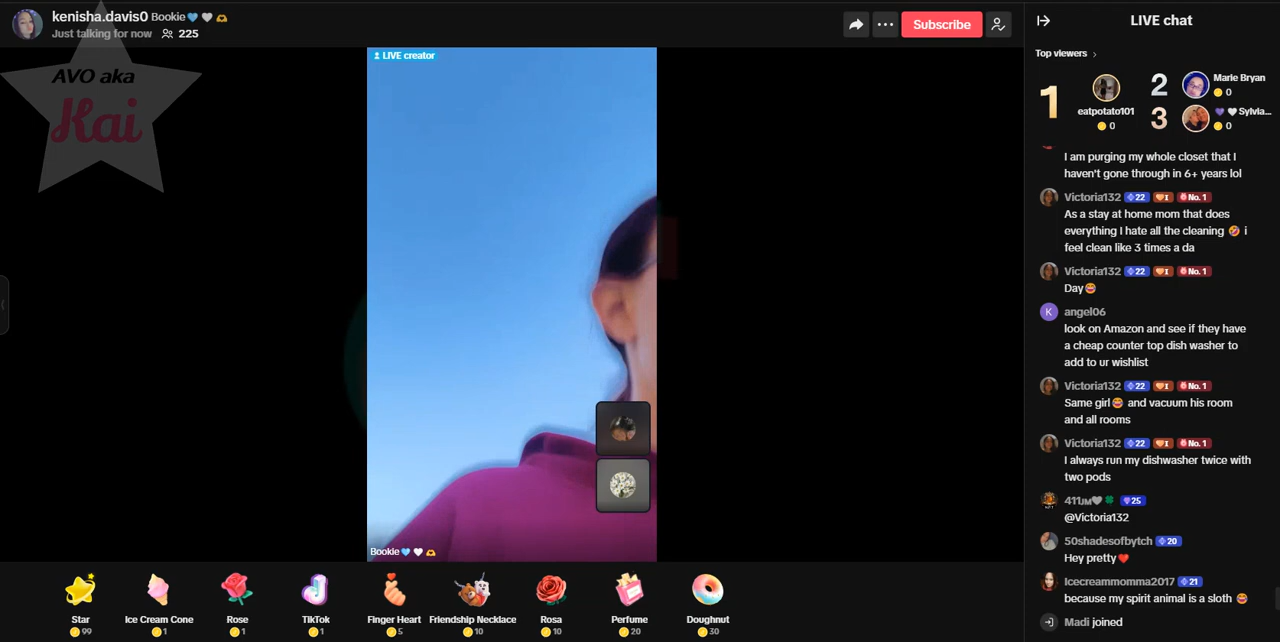 kenisha.davis0 Bookie🩵🤍🫶
Just talking for now 225
AVO aka
Kai
Subscribe
LIVE creator
Bookie🩵🤍🫶
Star
99
Ice Cream Cone
1
Rose
1
TikTok
1
Finger Heart
5
Friendship Necklace
10
Rosa
10
Perfume
20
Doughnut
30
LIVE chat
Top viewers
1
eatpotato101
0
2
Marie Bryan
0
3
💜🤍Sylvia...
0
I am purging my whole closet that I
haven't gone through in 6+ years lol
Victoria132 22 I No. 1
As a stay at home mom that does
everything I hate all the cleaning 🤣 i
feel clean like 3 times a da
Victoria132 22 I No. 1
Day😂
K
angel06
look on Amazon and see if they have
a cheap counter top dish washer to
add to ur wishlist
Victoria132 22 I No. 1
Same girl😂 and vacuum his room
and all rooms
Victoria132 22 I No. 1
I always run my dishwasher twice with
two pods
411JM🤍🍀 25
@Victoria132
50shadesofbytch 20
Hey pretty❤️
Icecreammomma2017 21
because my spirit animal is a sloth 😂
Madi joined